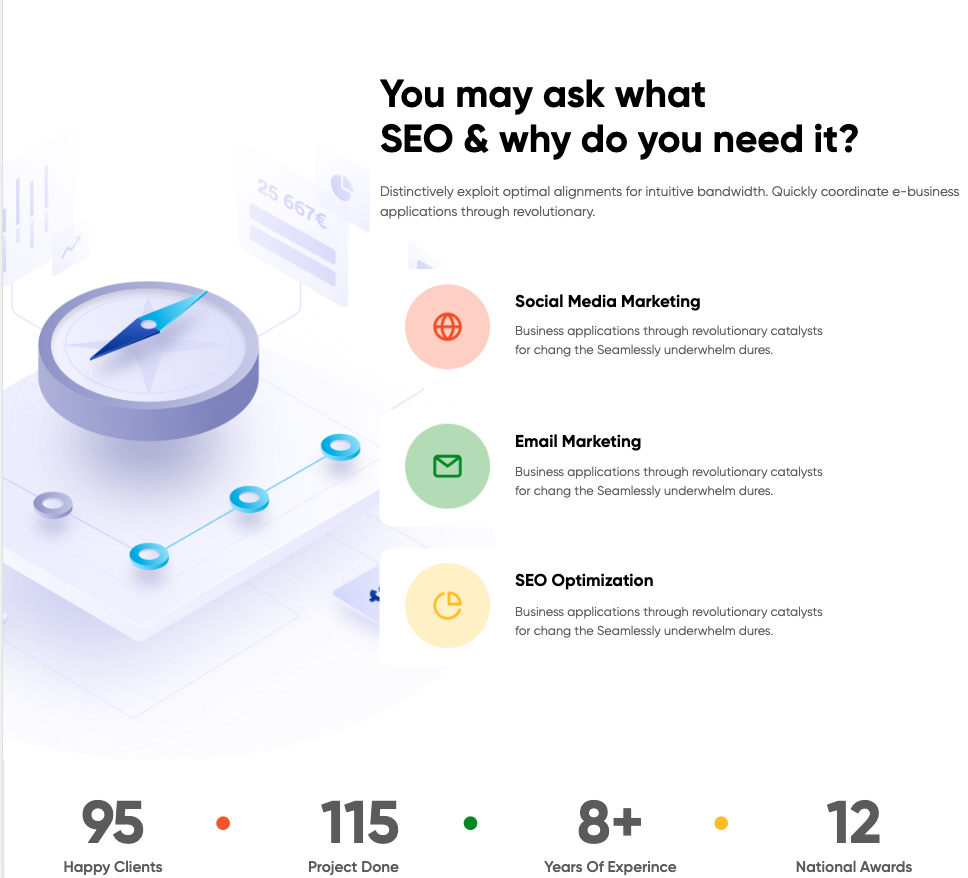 You may ask what
SEO & why do you need it?
Distinctively exploit optimal alignments for intuitive bandwidth. Quickly coordinate e-business
applications through revolutionary.
25 667€
Social Media Marketing
Business applications through revolutionary catalysts
for chang the Seamlessly underwhelm dures.
Email Marketing
Business applications through revolutionary catalysts
for chang the Seamlessly underwhelm dures.
SEO Optimization
Business applications through revolutionary catalysts
for chang the Seamlessly underwhelm dures.
95
115
8+
12
Happy Clients
Project Done
Years Of Experince
National Awards